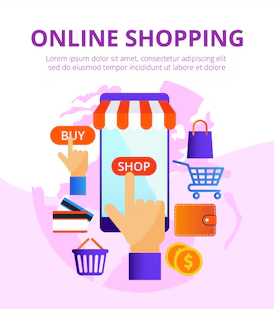 ONLINE SHOPPING
Lorem ipsum dolor sit amet, consectetur adipiscing elit
sed do eiusmod tempor incididunt ut labore et dolore
BUY
SHOP
$